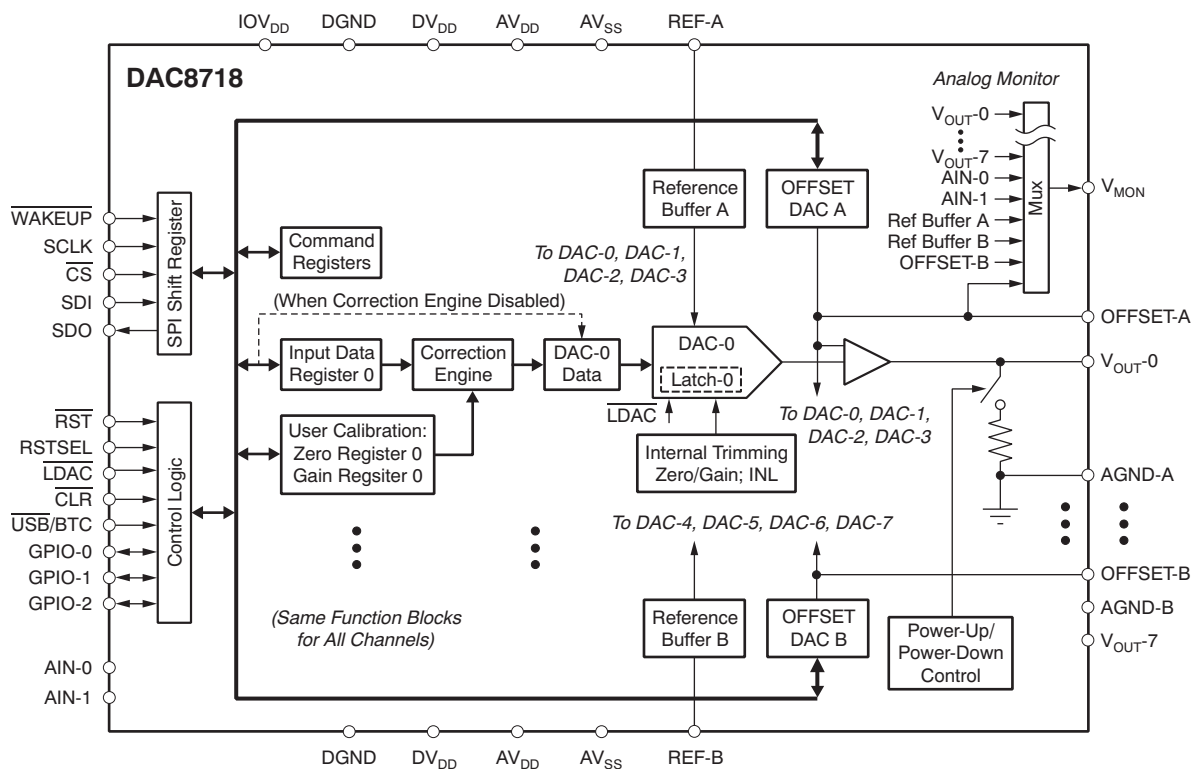 IOVDD DGND DVDD AVDD AVSS REF-A
DAC8718
Analog Monitor
VOUT-0
VOUT-7
AIN-0
AIN-1
Ref Buffer A
Ref Buffer B
OFFSET-B
Mux
VMON
WAKEUP
SCLK
CS
SDI
SDO
SPI Shift Register
Command
Registers
Reference
Buffer A
OFFSET
DAC A
To DAC-0, DAC-1,
DAC-2, DAC-3
(When Correction Engine Disabled)
OFFSET-A
Input Data
Register 0
Correction
Engine
DAC-0
Data
DAC-0
Latch-0
VOUT-0
LDAC
To DAC-0, DAC-1,
DAC-2, DAC-3
RST
RSTSEL
LDAC
CLR
USB/BTC
GPIO-0
GPIO-1
GPIO-2
Control Logic
User Calibration:
Zero Register 0
Gain Regsiter 0
Internal Trimming
Zero/Gain; INL
AGND-A
To DAC-4, DAC-5, DAC-6, DAC-7
OFFSET-B
AGND-B
VOUT-7
(Same Function Blocks
for All Channels)
Reference
Buffer B
OFFSET
DAC B
Power-Up/
Power-Down
Control
AIN-0
AIN-1
DGND DVDD AVDD AVSS REF-B